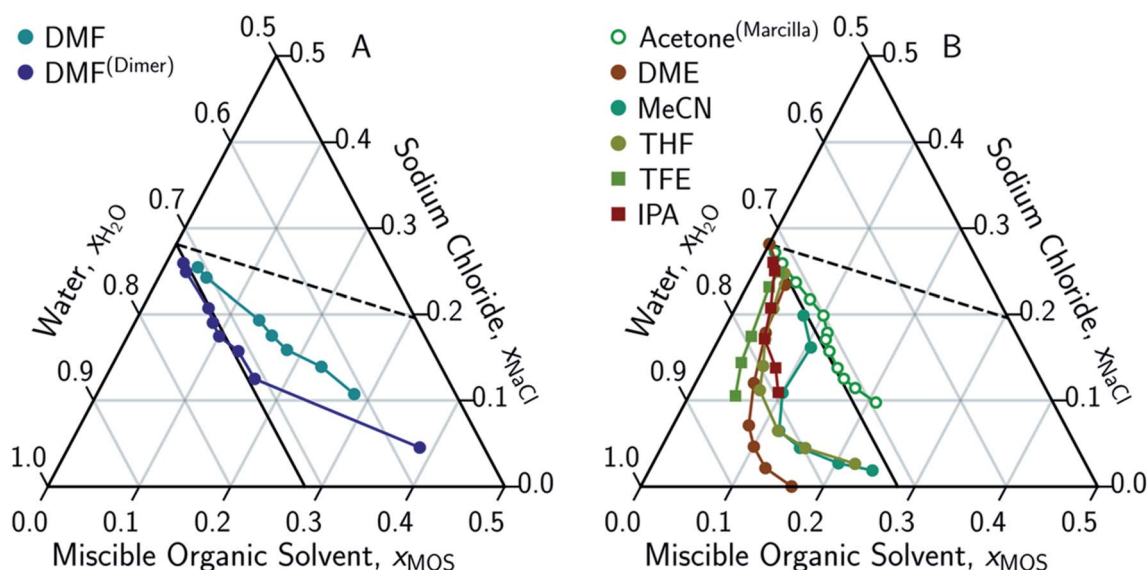 DMF
DMF(Dimer)
A
0.5
0.5
0.6
0.4
0.7
0.3
0.8
0.2
0.9
0.1
1.0
0.0
Water, xH₂O
Sodium Chloride, xNaCl
0.0 0.1 0.2 0.3 0.4 0.5
Miscible Organic Solvent, xMOS
Acetone(Marcilla)
DME
MeCN
THF
TFE
IPA
B
0.5
0.5
0.6
0.4
0.7
0.3
0.8
0.2
0.9
0.1
1.0
0.0
Water, xH₂O
Sodium Chloride, xNaCl
0.0 0.1 0.2 0.3 0.4 0.5
Miscible Organic Solvent, xMOS